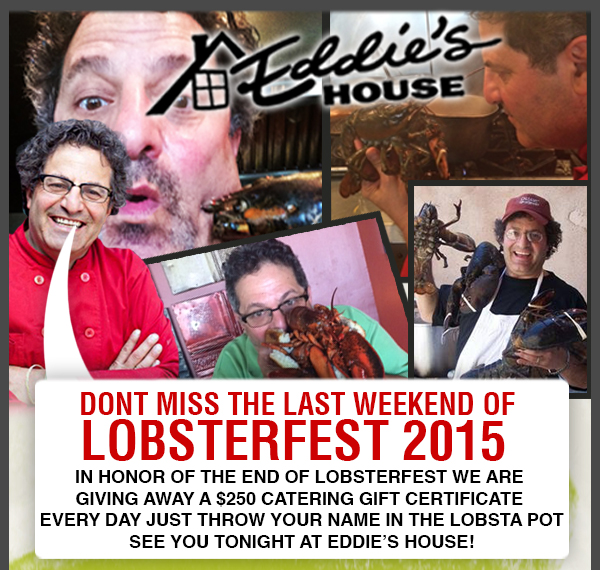 Eddie's
HOUSE
DONT MISS THE LAST WEEKEND OF
LOBSTERFEST 2015
IN HONOR OF THE END OF LOBSTERFEST WE ARE
GIVING AWAY A $250 CATERING GIFT CERTIFICATE
EVERY DAY JUST THROW YOUR NAME IN THE LOBSTA POT
SEE YOU TONIGHT AT EDDIE'S HOUSE!